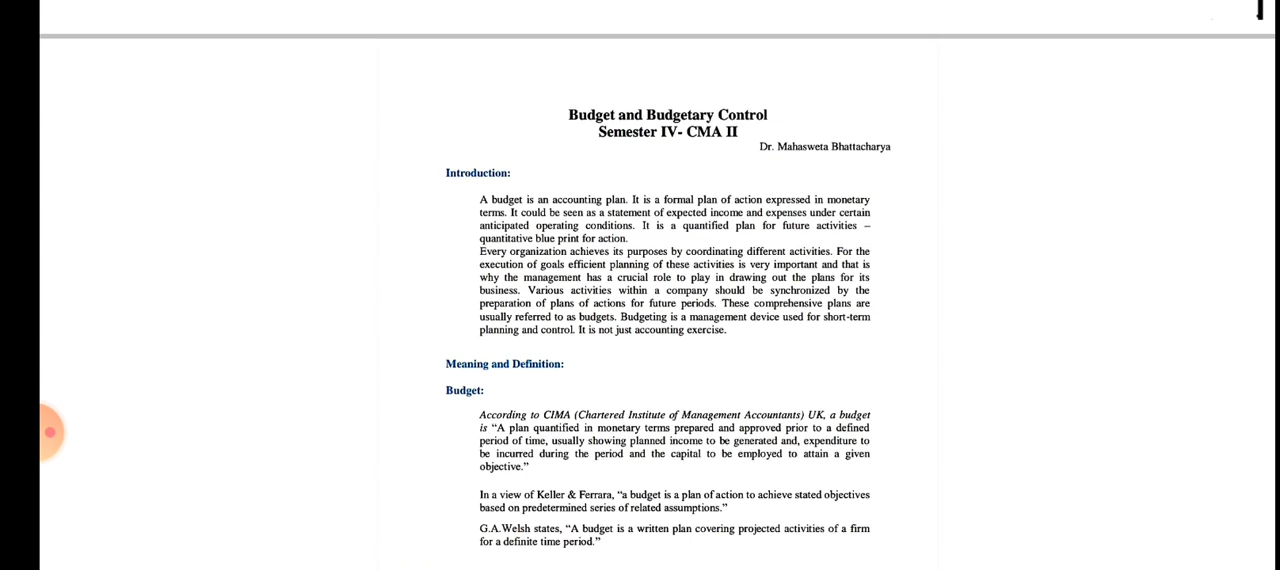 Budget and Budgetary Control
Semester IV- CMA II
Dr. Mahasweta Bhattacharya
Introduction:
A budget is an accounting plan. It is a formal plan of action expressed in monetary
terms. It could be seen as a statement of expected income and expenses under certain
anticipated operating conditions. It is a quantified plan for future activities –
quantitative blue print for action.
Every organization achieves its purposes by coordinating different activities. For the
execution of goals efficient planning of these activities is very important and that is
why the management has a crucial role to play in drawing out the plans for its
business. Various activities within a company should be synchronized by the
preparation of plans of actions for future periods. These comprehensive plans are
usually referred to as budgets. Budgeting is a management device used for short-term
planning and control. It is not just accounting exercise.
Meaning and Definition:
Budget:
According to CIMA (Chartered Institute of Management Accountants) UK, a budget
is “A plan quantified in monetary terms prepared and approved prior to a defined
period of time, usually showing planned income to be generated and, expenditure to
be incurred during the period and the capital to be employed to attain a given
objective.”
In a view of Keller & Ferrara, “a budget is a plan of action to achieve stated objectives
based on predetermined series of related assumptions.”
G.A.Welsh states, “A budget is a written plan covering projected activities of a firm
for a definite time period.”